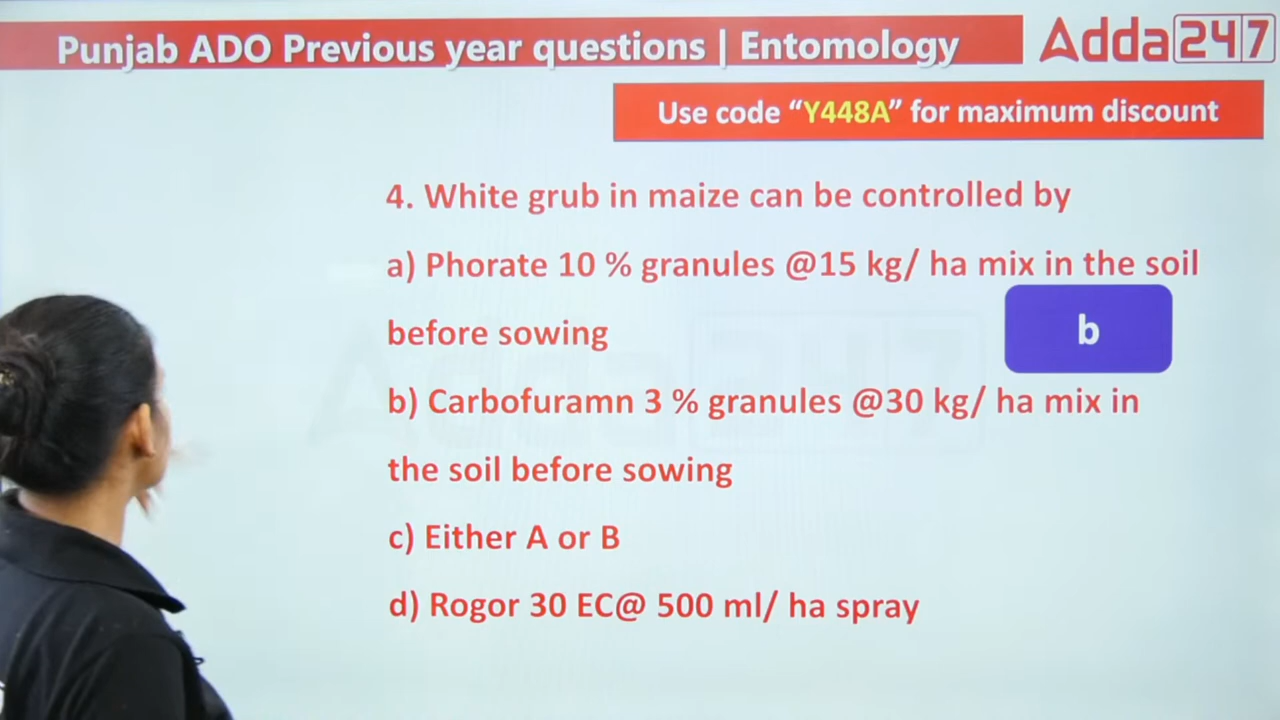 Punjab ADO Previous year questions | Entomology
Adda247
Use code “Y448A” for maximum discount
4. White grub in maize can be controlled by
a) Phorate 10 % granules @15 kg/ ha mix in the soil
before sowing
b
b) Carbofuramn 3 % granules @30 kg/ ha mix in
the soil before sowing
c) Either A or B
d) Rogor 30 EC@ 500 ml/ ha spray
Adda247